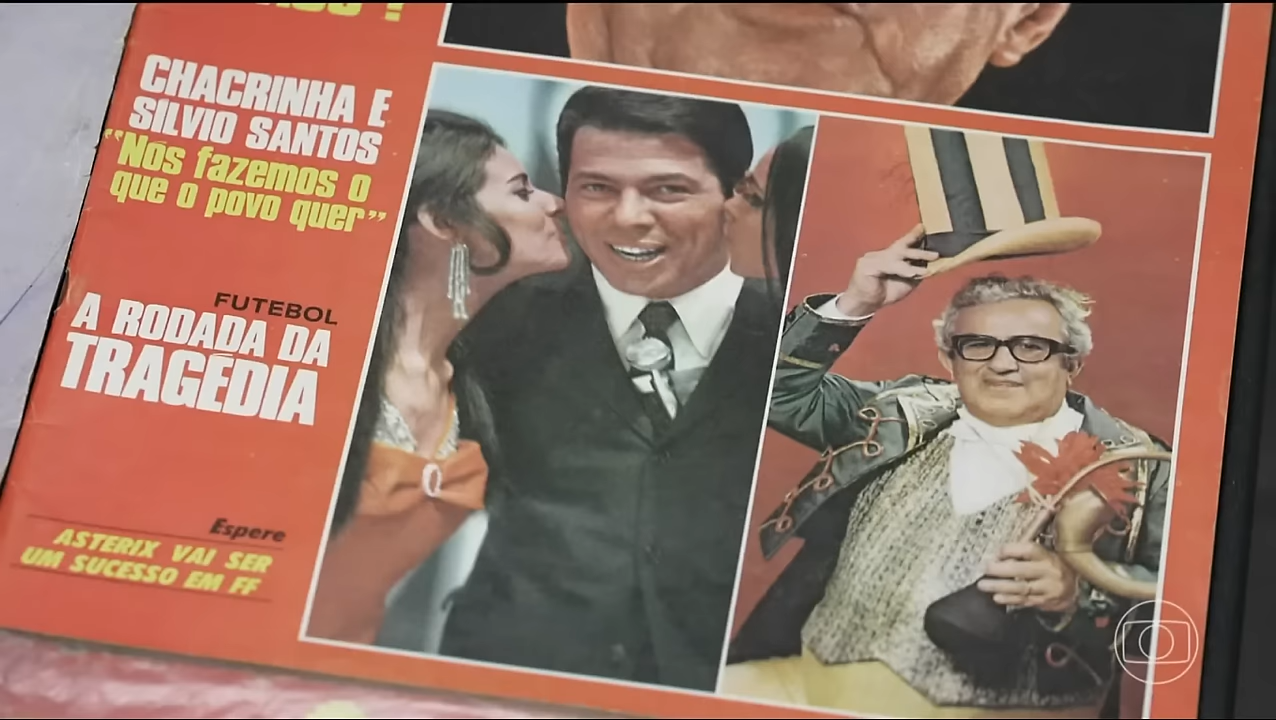 CHACRINHA E
SÍLVIO SANTOS
"Nós fazemos o
que o povo quer"
FUTEBOL
A RODADA DA
TRAGÉDIA
Espere
ASTERIX VAI SER
UM SUCESSO EM FF